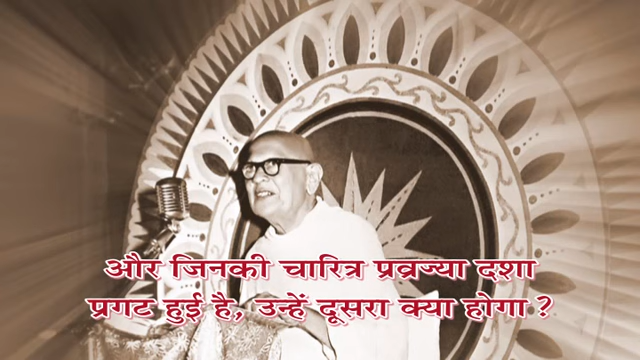 और जिनकी चारित्र प्रव्रज्या दशा
प्रगट हुई है, उन्हें दूसरा क्या होगा ?